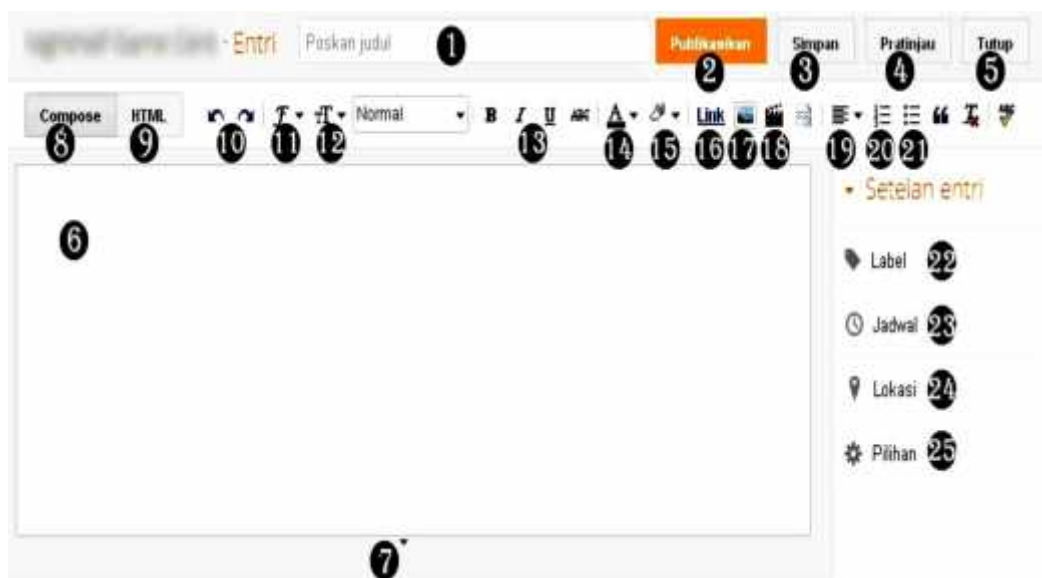 - Entri Poskan judul 1 Publikasikan Simpan Pratinjau Tutup
2 3 4 5
Compose HTML Normal B I U ABC A Link
8 9 10 11 12 13 14 15 16 17 18 19 20 21
Setelan entri
6
Label 22
Jadwal 23
Lokasi 24
Pilihan 25
7